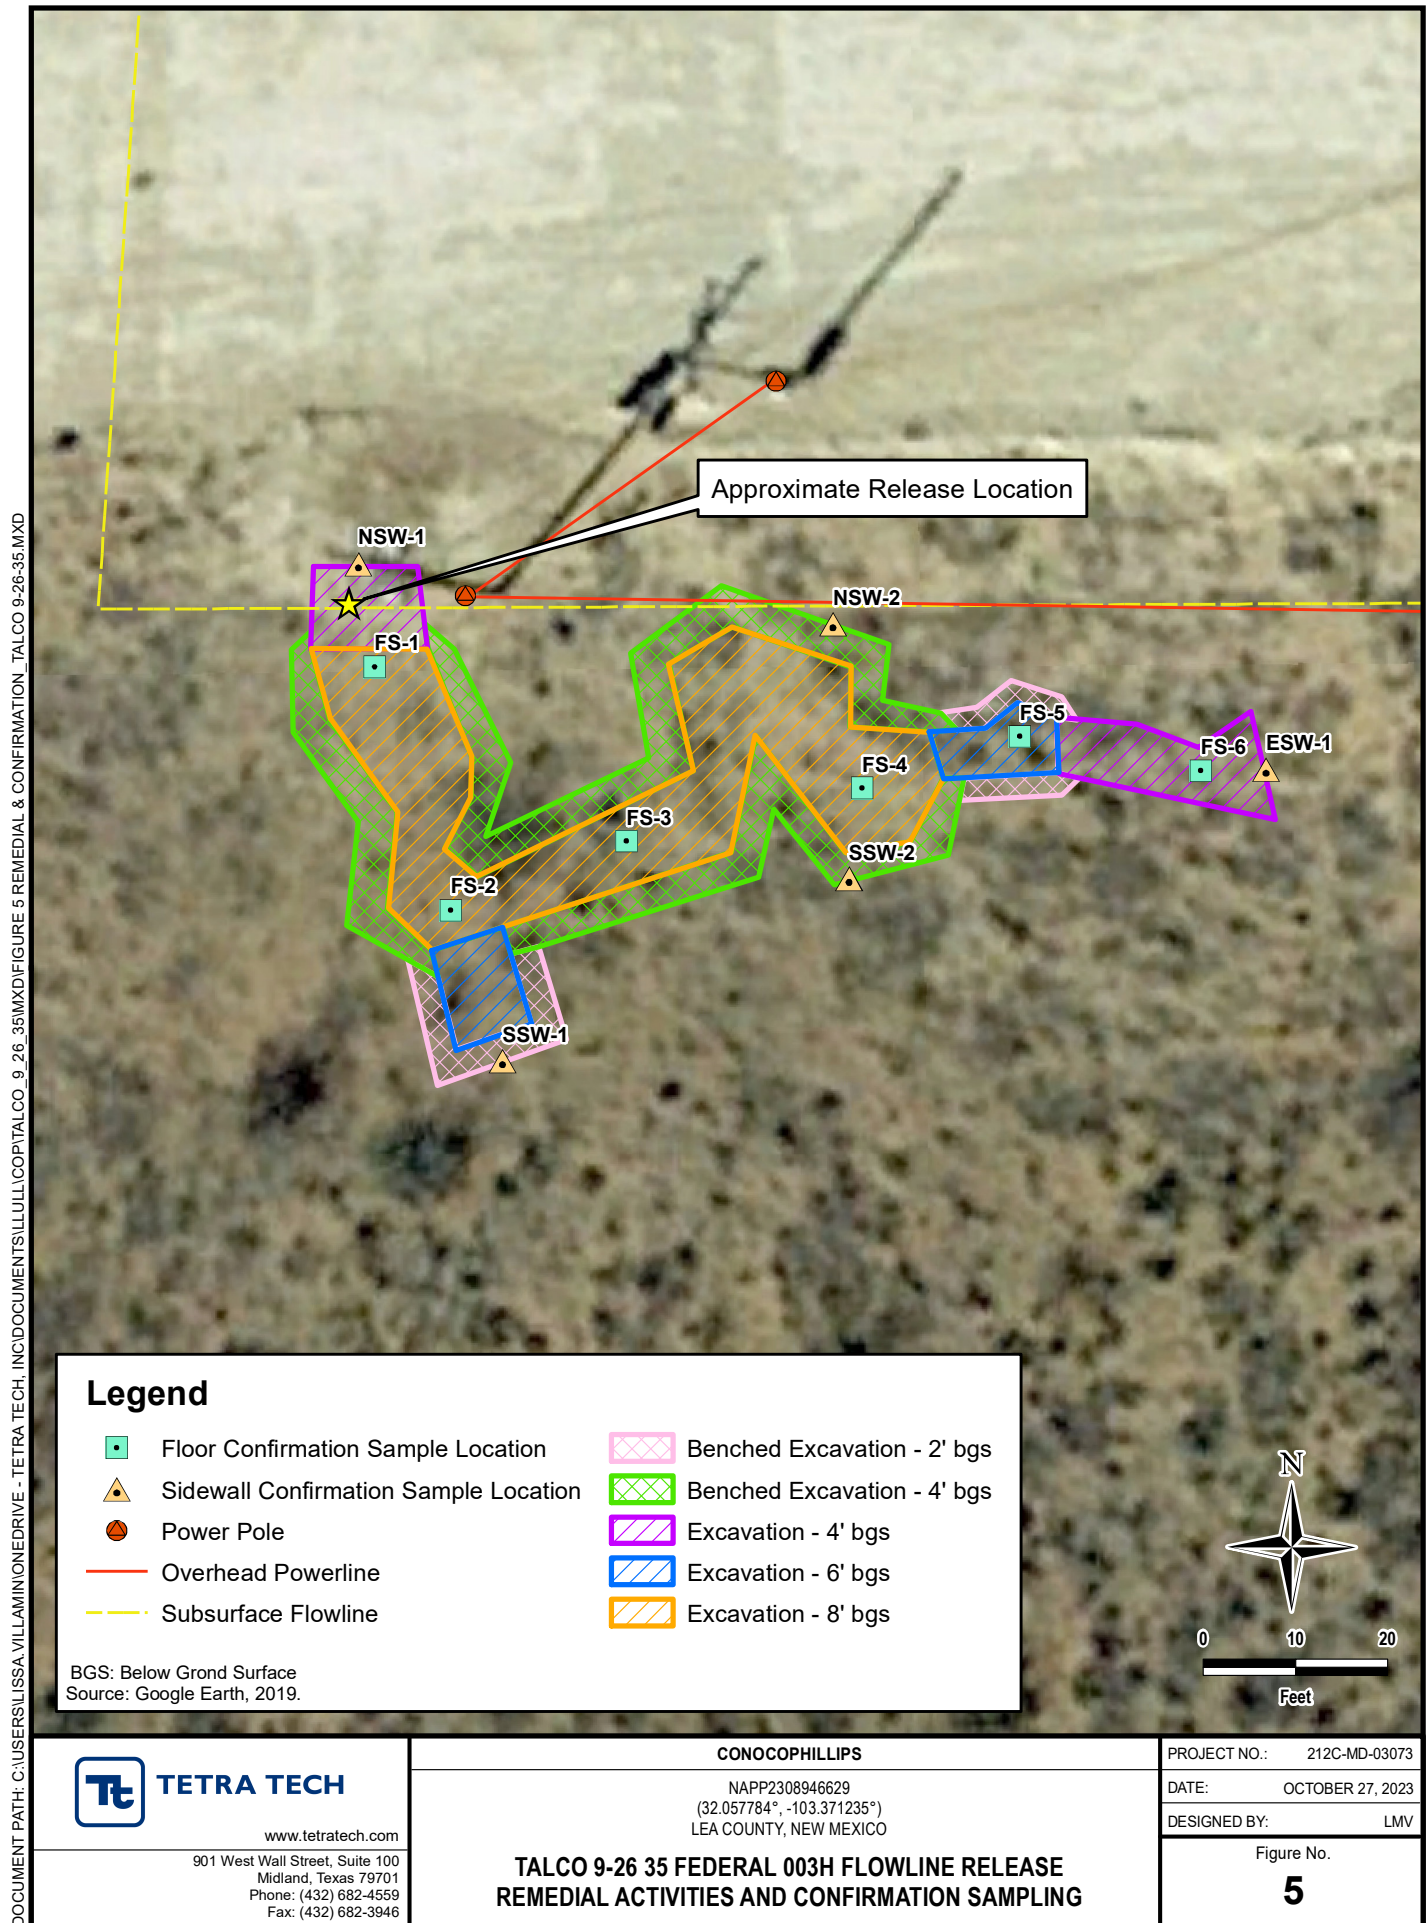 DOCUMENT PATH: C:\USERS\LISSA.VILLAMIN\ONEDRIVE - TETRA TECH, INC\DOCUMENTS\LLULL\COP\TALCO_9_26_35\MXD\FIGURE 5 REMEDIAL & CONFIRMATION_TALCO 9-26-35.MXD
Approximate Release Location
NSW-1
NSW-2
FS-1
FS-5
FS-6
ESW-1
FS-4
FS-3
SSW-2
FS-2
SSW-1
Legend
Floor Confirmation Sample Location
Sidewall Confirmation Sample Location
Power Pole
Overhead Powerline
Subsurface Flowline
Benched Excavation - 2' bgs
Benched Excavation - 4' bgs
Excavation - 4' bgs
Excavation - 6' bgs
Excavation - 8' bgs
BGS: Below Grond Surface
Source: Google Earth, 2019.
N
0 10 20
Feet
Tt TETRA TECH
www.tetratech.com
901 West Wall Street, Suite 100
Midland, Texas 79701
Phone: (432) 682-4559
Fax: (432) 682-3946
CONOCOPHILLIPS
NAPP2308946629
(32.057784°, -103.371235°)
LEA COUNTY, NEW MEXICO
TALCO 9-26 35 FEDERAL 003H FLOWLINE RELEASE
REMEDIAL ACTIVITIES AND CONFIRMATION SAMPLING
PROJECT NO.: 212C-MD-03073
DATE: OCTOBER 27, 2023
DESIGNED BY: LMV
Figure No.
5